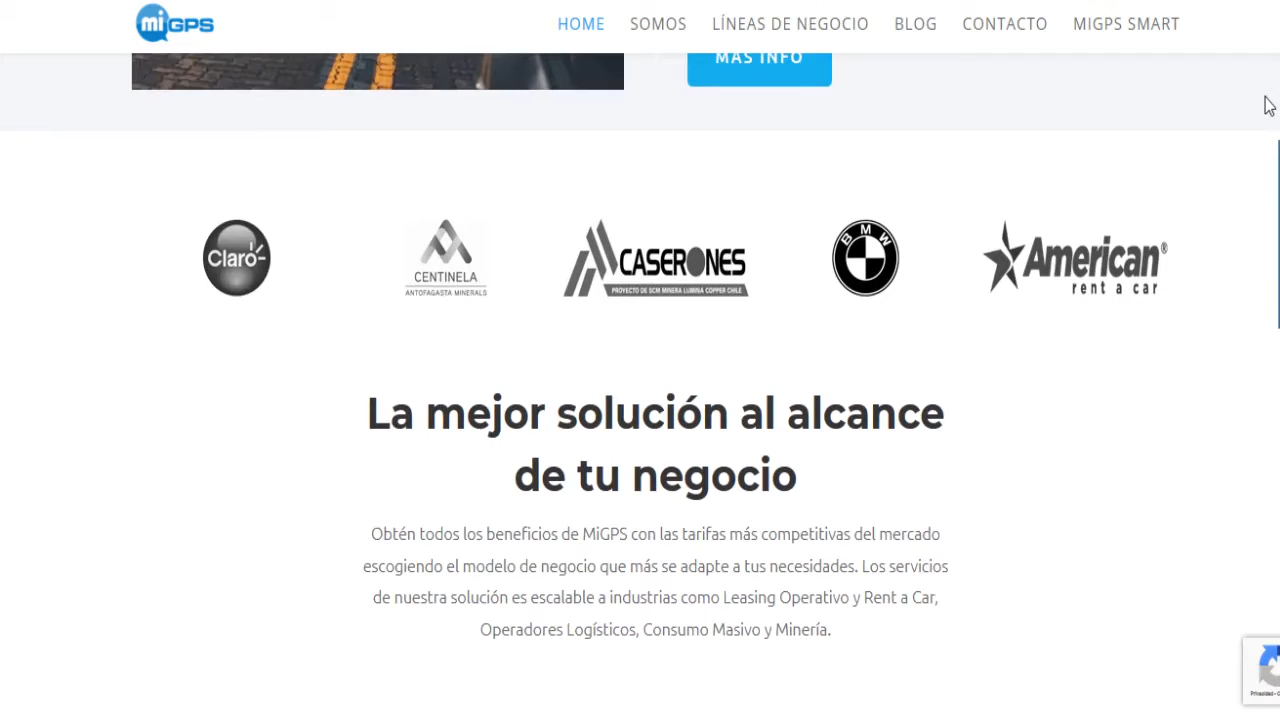 miGPS
HOME SOMOS LÍNEAS DE NEGOCIO BLOG CONTACTO MIGPS SMART
MÁS INFO
Claro-
CENTINELA
ANTOFAGASTA MINERALS
CASERONES
PROYECTO DE SCM MINERA LUMINA COPPER CHILE
BMW
American®
rent a car
La mejor solución al alcance
de tu negocio
Obtén todos los beneficios de MiGPS con las tarifas más competitivas del mercado
escogiendo el modelo de negocio que más se adapte a tus necesidades. Los servicios
de nuestra solución es escalable a industrias como Leasing Operativo y Rent a Car,
Operadores Logísticos, Consumo Masivo y Minería.
Privacidad